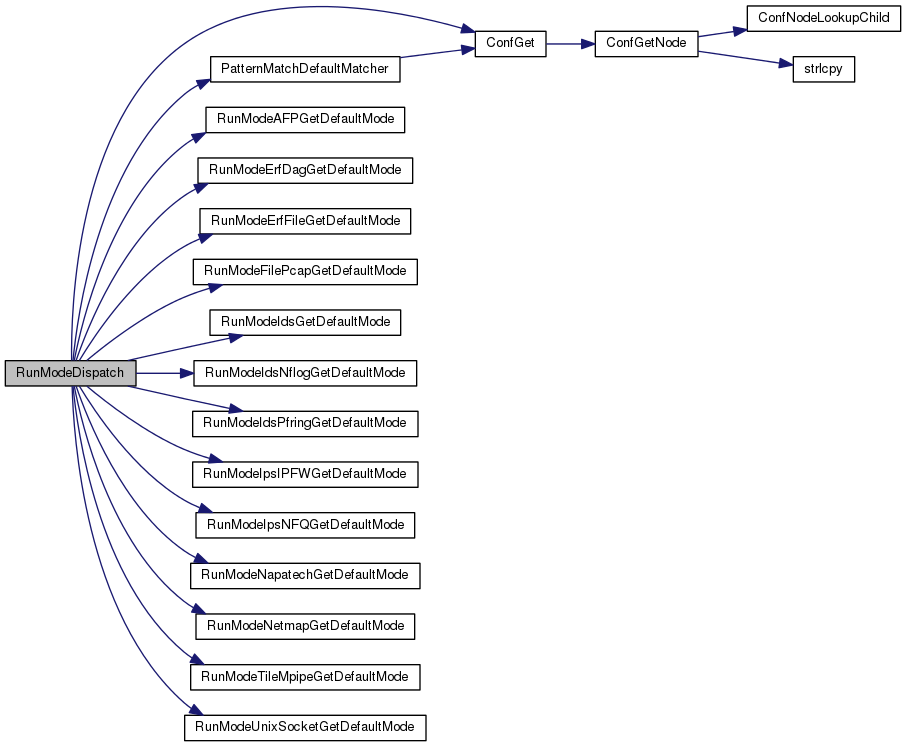 ConfNodeLookupChild
ConfGet
ConfGetNode
PatternMatchDefaultMatcher
strlcpy
RunModeAFPGetDefaultMode
RunModeErfDagGetDefaultMode
RunModeErfFileGetDefaultMode
RunModeFilePcapGetDefaultMode
RunModeIdsGetDefaultMode
RunModeDispatch
RunModeIdsNflogGetDefaultMode
RunModeIdsPfringGetDefaultMode
RunModeIpsIPFWGetDefaultMode
RunModeIpsNFQGetDefaultMode
RunModeNapatechGetDefaultMode
RunModeNetmapGetDefaultMode
RunModeTileMpipeGetDefaultMode
RunModeUnixSocketGetDefaultMode